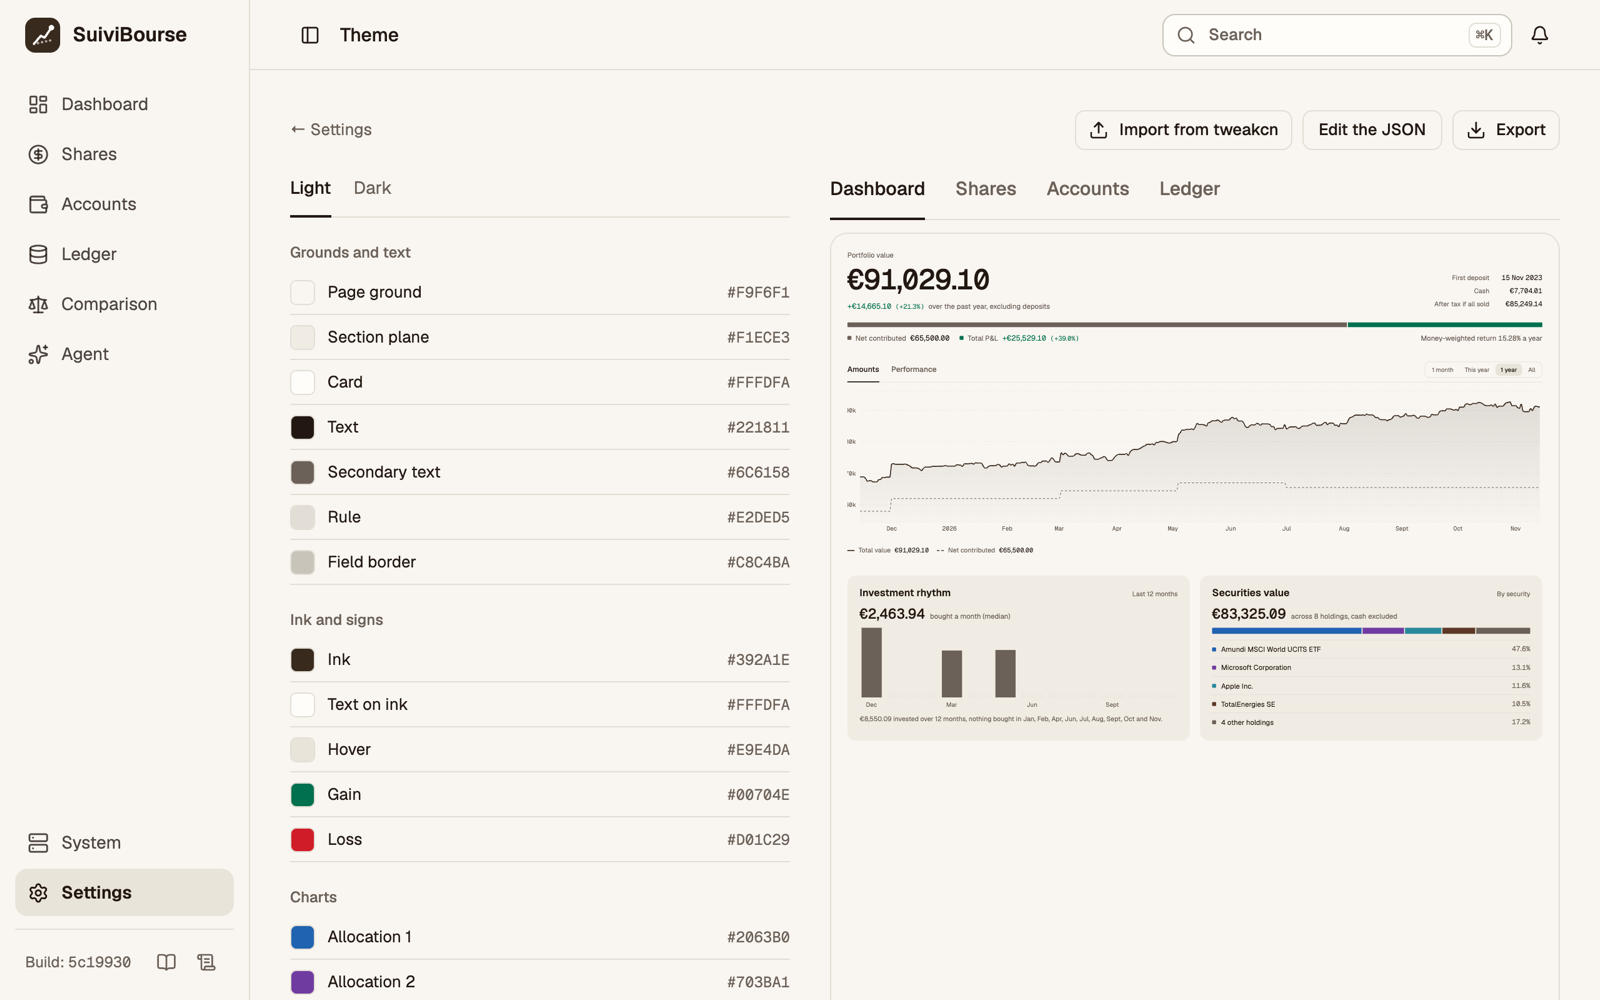 SuiviBourse
Dashboard
Shares
Accounts
Ledger
Comparison
Agent
System
Settings
Build: 5c19930
Theme
Search
⌘K
← Settings
Import from tweakcn
Edit the JSON
Export
Light
Dark
Grounds and text
Page ground #F9F6F1
Section plane #F1ECE3
Card #FFFDFA
Text #221811
Secondary text #6C6158
Rule #E2DED5
Field border #C8C4BA
Ink and signs
Ink #392A1E
Text on ink #FFFDFA
Hover #E9E4DA
Gain #00704E
Loss #D01C29
Charts
Allocation 1 #2063B0
Allocation 2 #703BA1
Dashboard
Shares
Accounts
Ledger
Portfolio value
€91,029.10
+€14,665.10 (+21.3%) over the past year, excluding deposits
First deposit 15 Nov 2023
Cash €7,704.01
After tax if all sold €85,249.14
Net contributed €65,500.00 Total P&L +€25,529.10 (+39.0%)
Money-weighted return 15.28% a year
Amounts
Performance
1 month This year 1 year All
Dec 2026 Feb Mar Apr May Jun Jul Aug Sept Oct Nov
Total value €91,029.10 Net contributed €65,500.00
Investment rhythm
Last 12 months
€2,463.94 bought a month (median)
Dec Mar Jun Sept
€8,550.09 invested over 12 months, nothing bought in Jan, Feb, Apr, Jun, Jul, Aug, Sept, Oct and Nov.
Securities value
By security
€83,325.09 across 8 holdings, cash excluded
Amundi MSCI World UCITS ETF 47.6%
Microsoft Corporation 13.1%
Apple Inc. 11.6%
TotalEnergies SE 10.5%
4 other holdings 17.2%